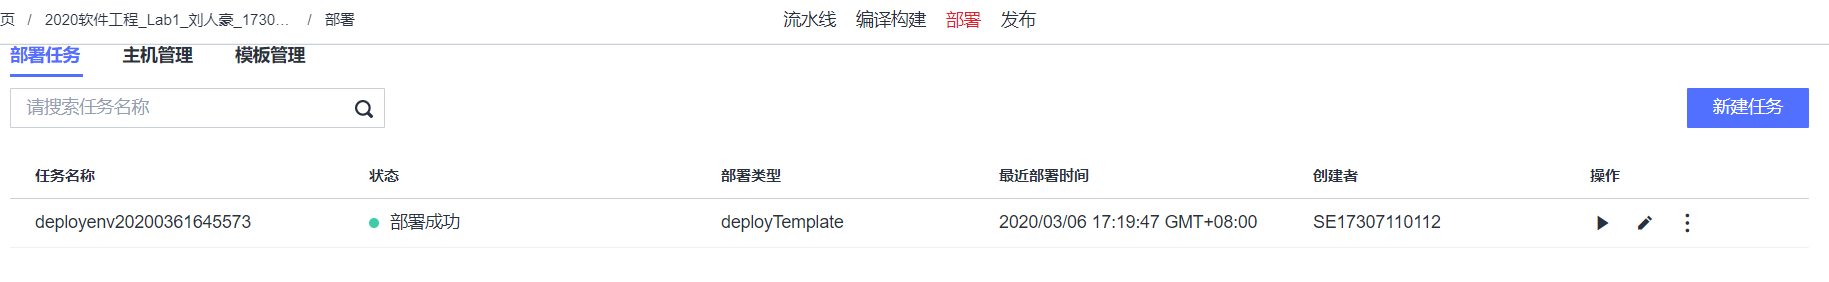 页 / 2020软件工程_Lab1_刘人豪_1730... / 部署 流水线 编译构建 部署 发布
部署任务 主机管理 模板管理
请搜索任务名称 新建任务
任务名称 状态 部署类型 最近部署时间 创建者 操作
deployenv20200361645573 部署成功 deployTemplate 2020/03/06 17:19:47 GMT+08:00 SE17307110112